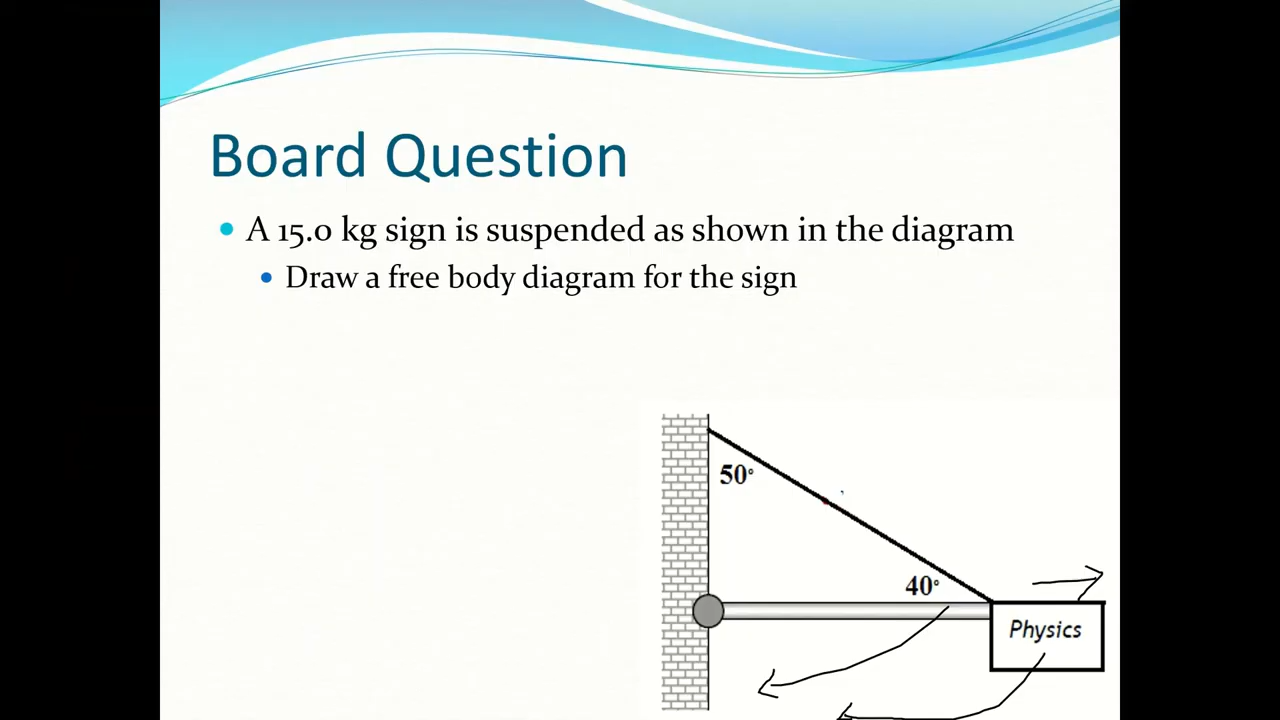 Board Question
A 15.0 kg sign is suspended as shown in the diagram
Draw a free body diagram for the sign
50°
40°
Physics